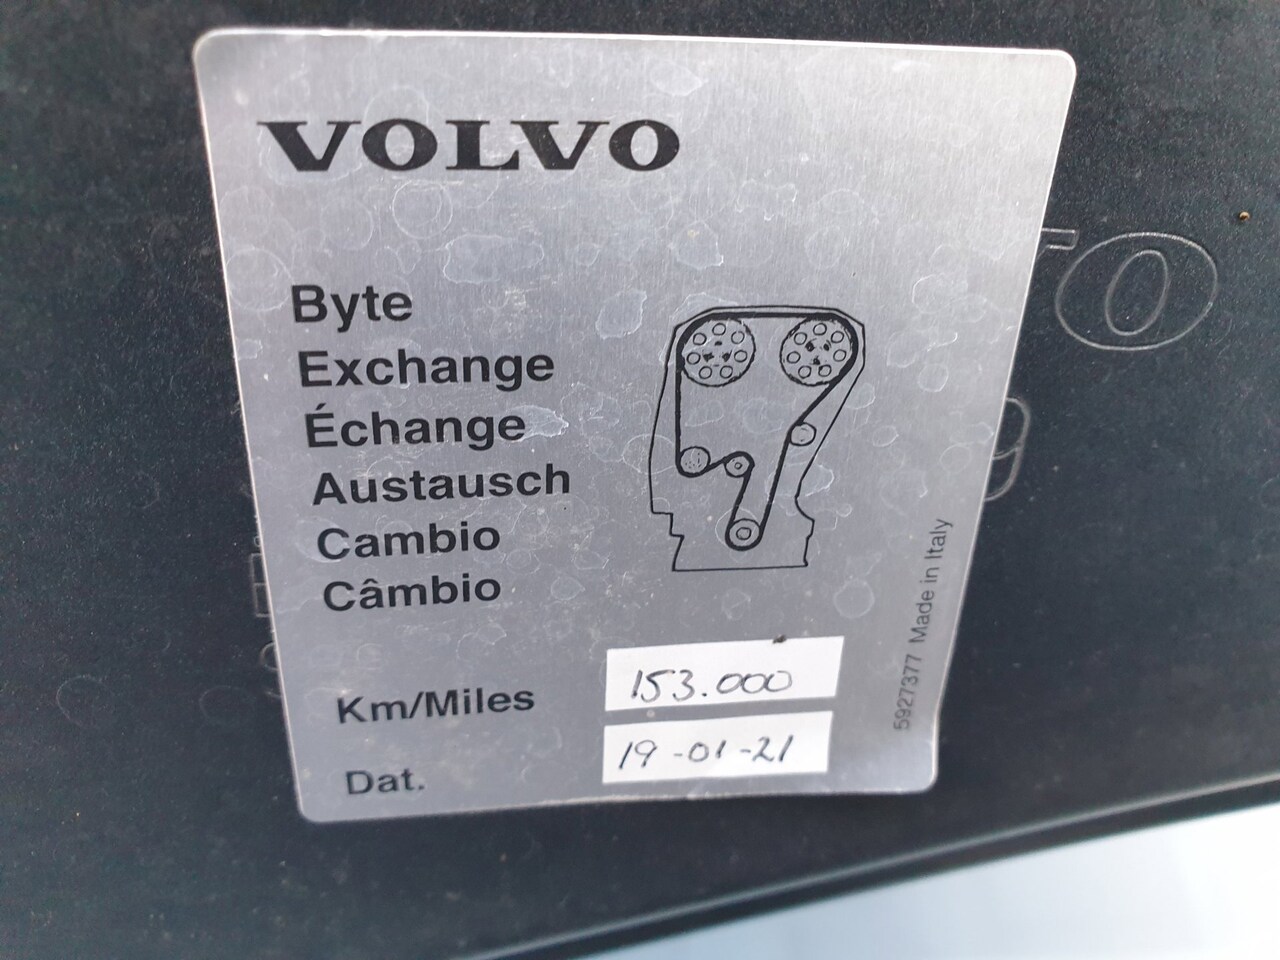 VOLVO
Byte
Exchange
Échange
Austausch
Cambio
Câmbio
Km/Miles 153.000
Dat. 19-01-21
5927377 Made in Italy